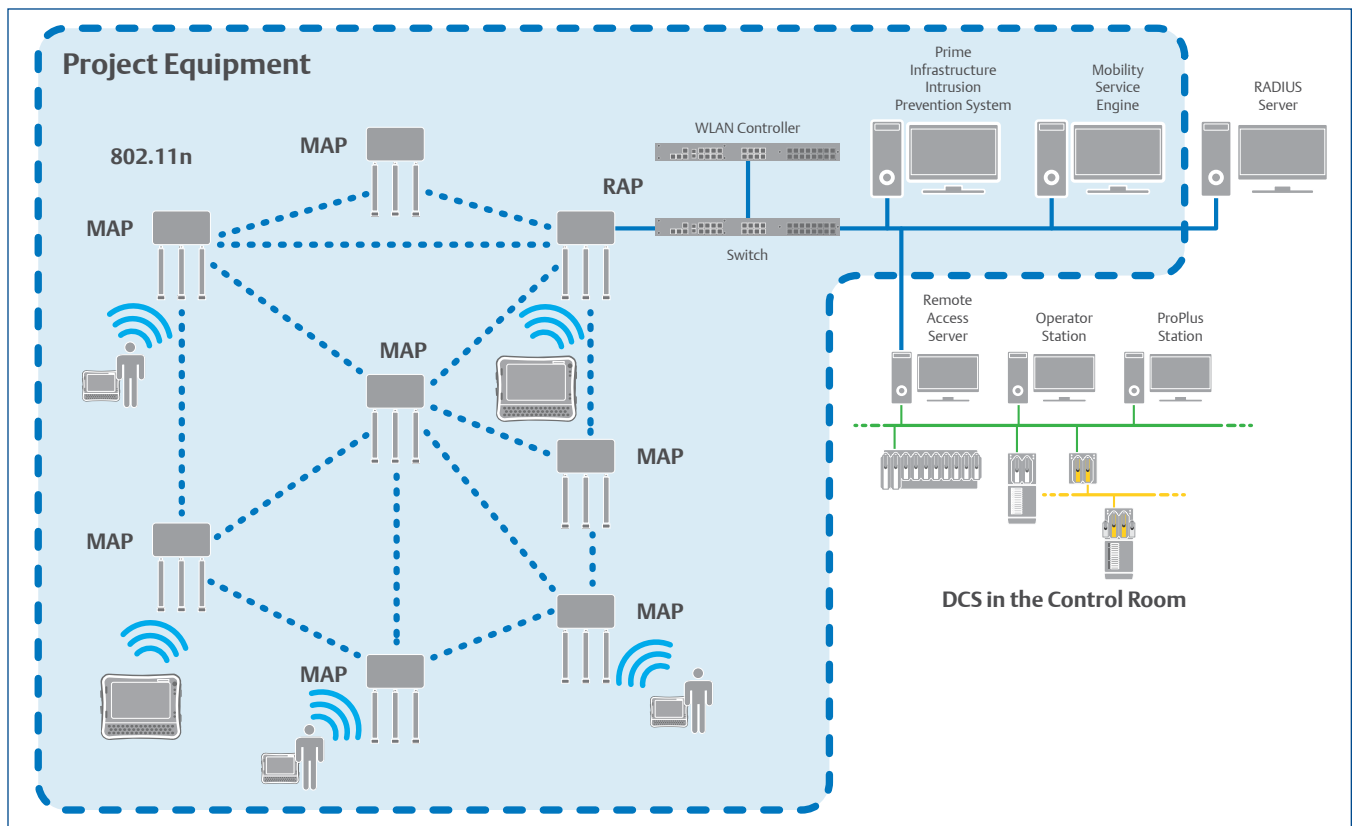 Project Equipment
802.11n
MAP
MAP
RAP
WLAN Controller
Switch
Prime
Infrastructure
Intrusion
Prevention System
Mobility
Service
Engine
RADIUS
Server
MAP
MAP
MAP
MAP
MAP
Remote
Access
Server
Operator
Station
ProPlus
Station
DCS in the Control Room